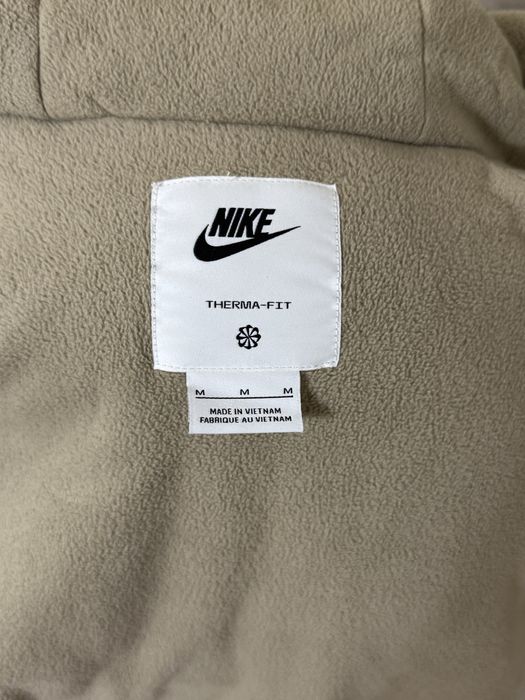 NIKE
THERMA-FIT
M M M
MADE IN VIETNAM
FABRIQUE AU VIETNAM